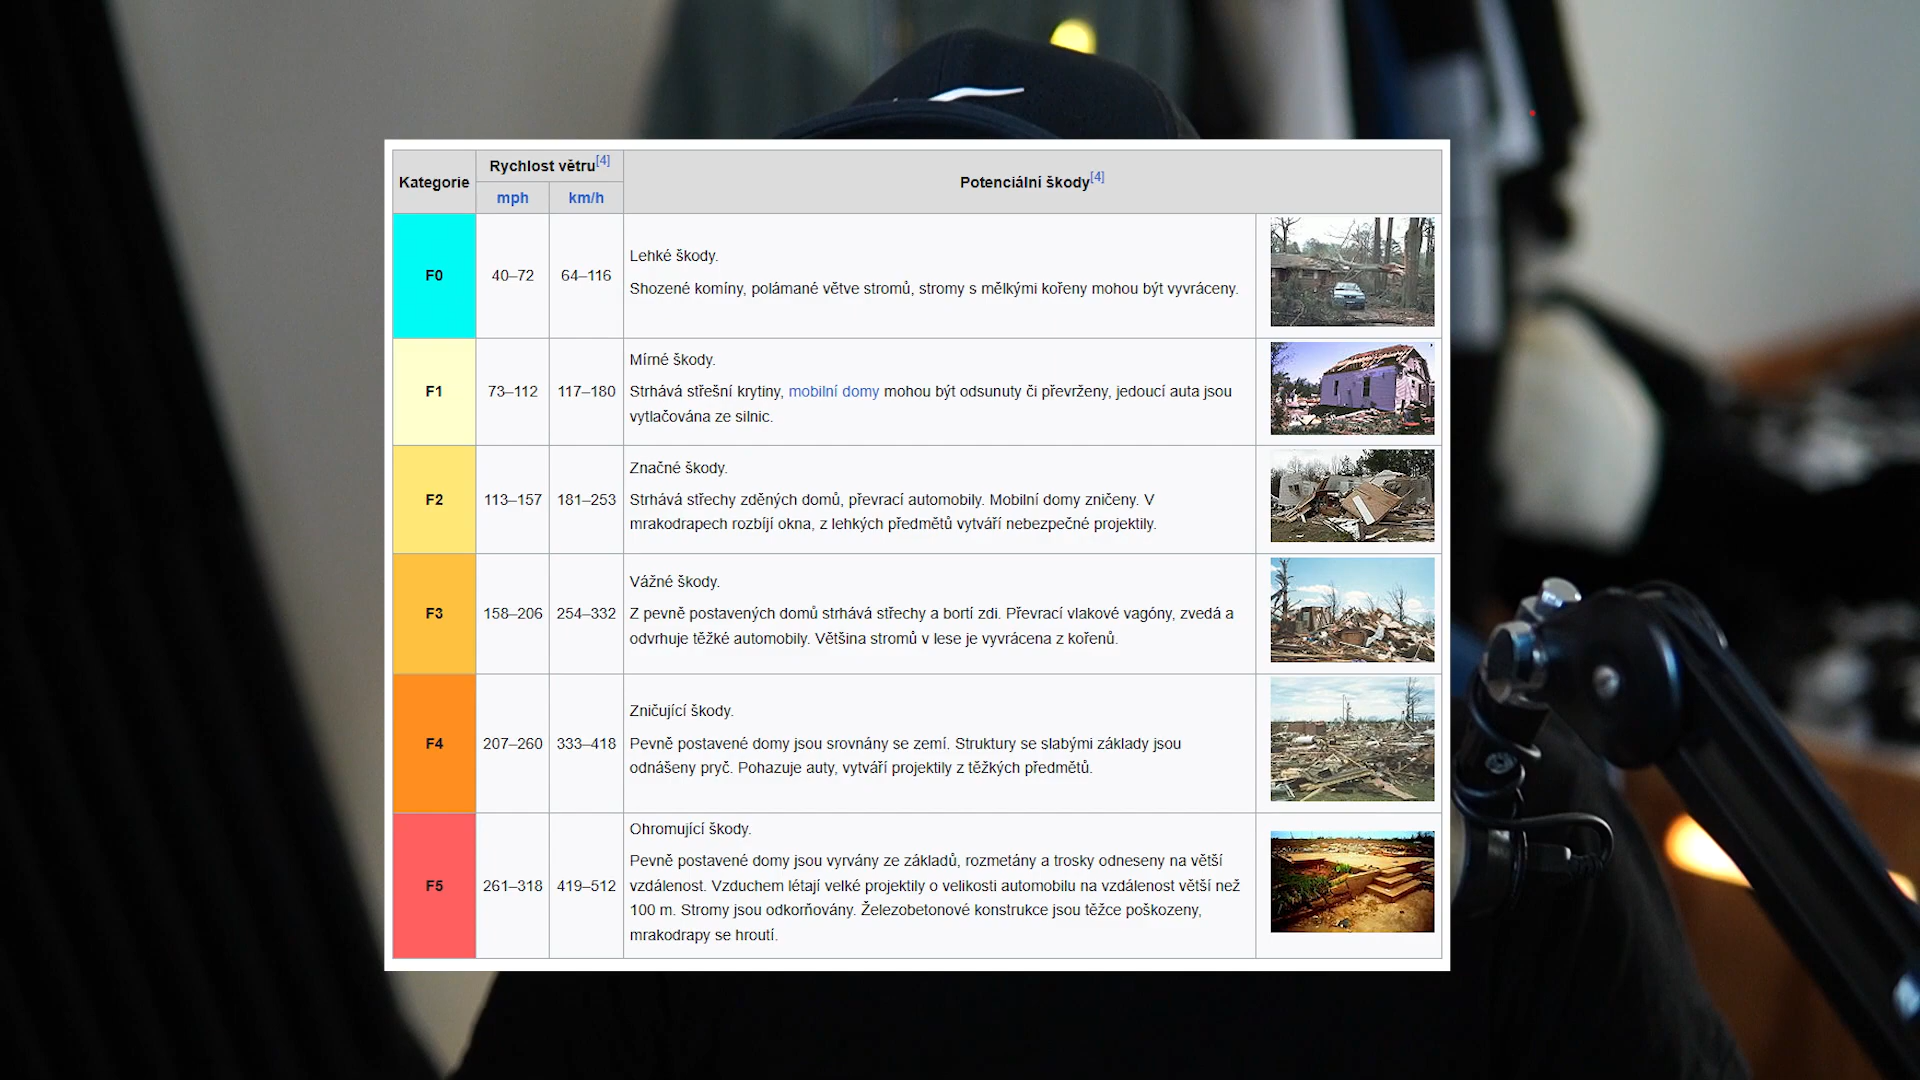 Kategorie
Rychlost větru[4]
Potenciální škody[4]
mph
km/h
F0
40–72
64–116
Lehké škody.
Shozené komíny, polámané větve stromů, stromy s mělkými kořeny mohou být vyvráceny.
F1
73–112
117–180
Mírné škody.
Strhává střešní krytiny, mobilní domy mohou být odsunuty či převrženy, jedoucí auta jsou
vytlačována ze silnic.
F2
113–157
181–253
Značné škody.
Strhává střechy zděných domů, převrací automobily. Mobilní domy zničeny. V
mrakodrapech rozbíjí okna, z lehkých předmětů vytváří nebezpečné projektily.
F3
158–206
254–332
Vážné škody.
Z pevně postavených domů strhává střechy a bortí zdi. Převrací vlakové vagóny, zvedá a
odvrhuje těžké automobily. Většina stromů v lese je vyvrácena z kořenů.
F4
207–260
333–418
Zničující škody.
Pevně postavené domy jsou srovnány se zemí. Struktury se slabými základy jsou
odnášeny pryč. Pohazuje auty, vytváří projektily z těžkých předmětů.
F5
261–318
419–512
Ohromující škody.
Pevně postavené domy jsou vyrvány ze základů, rozmetány a trosky odneseny na větší
vzdálenost. Vzduchem létají velké projektily o velikosti automobilu na vzdálenost větší než
100 m. Stromy jsou odkorňovány. Železobetonové konstrukce jsou těžce poškozeny,
mrakodrapy se hroutí.